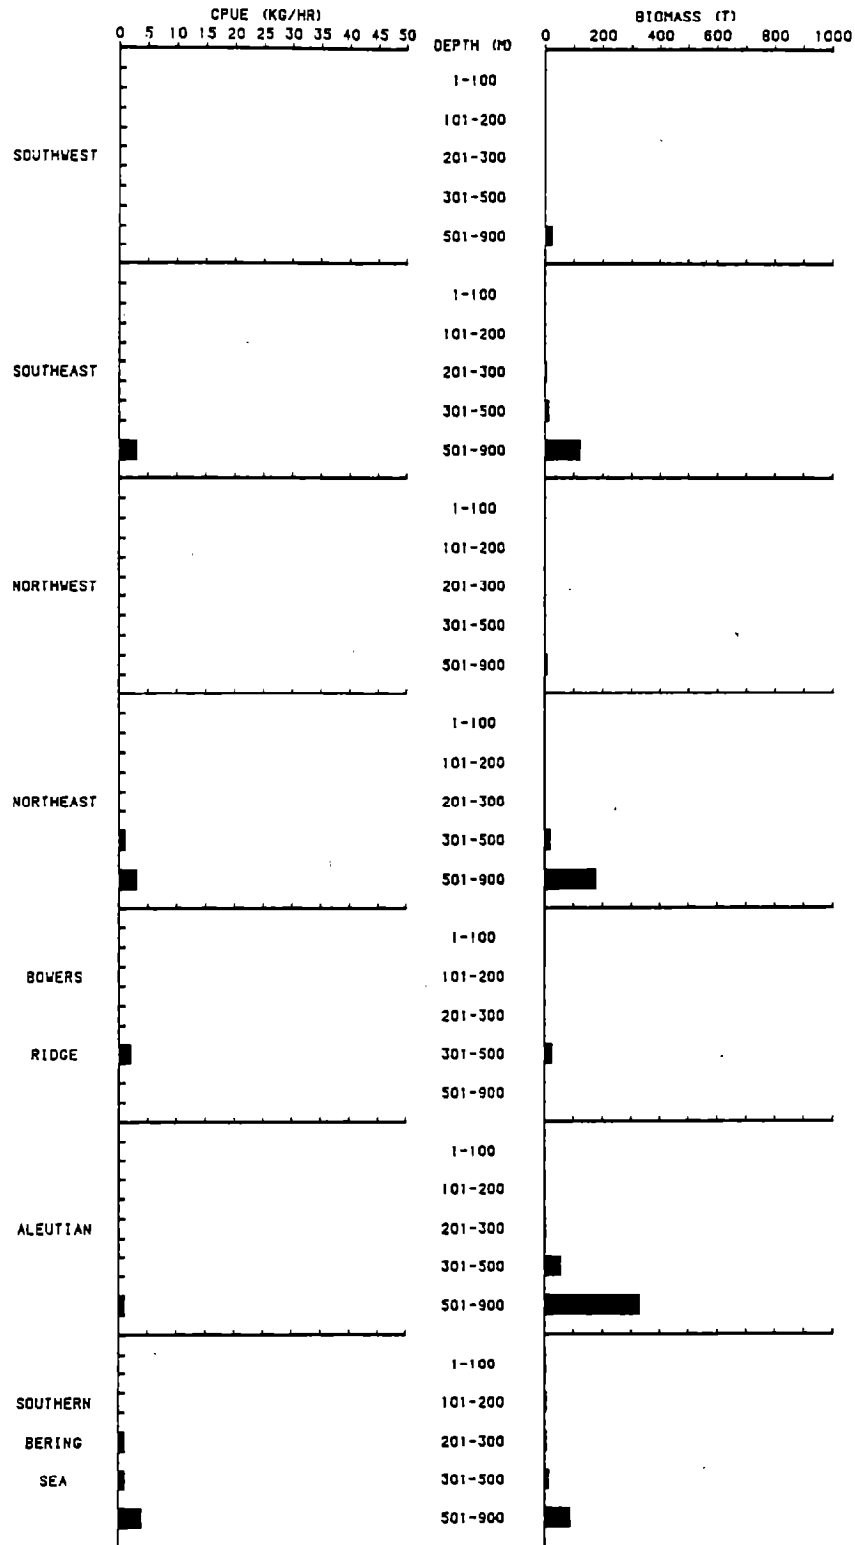 CPUE (KG/HR)
BIOMASS (T)
0 5 10 15 20 25 30 35 40 45 50
DEPTH (M)
0 200 400 600 800 1000
1-100
101-200
SOUTHWEST
201-300
301-500
501-900
1-100
101-200
SOUTHEAST
201-300
301-500
501-900
1-100
101-200
NORTHWEST
201-300
301-500
501-900
1-100
101-200
NORTHEAST
201-300
301-500
501-900
1-100
BOWERS
101-200
201-300
RIDGE
301-500
501-900
1-100
101-200
ALEUTIAN
201-300
301-500
501-900
1-100
SOUTHERN
101-200
BERING
201-300
SEA
301-500
501-900